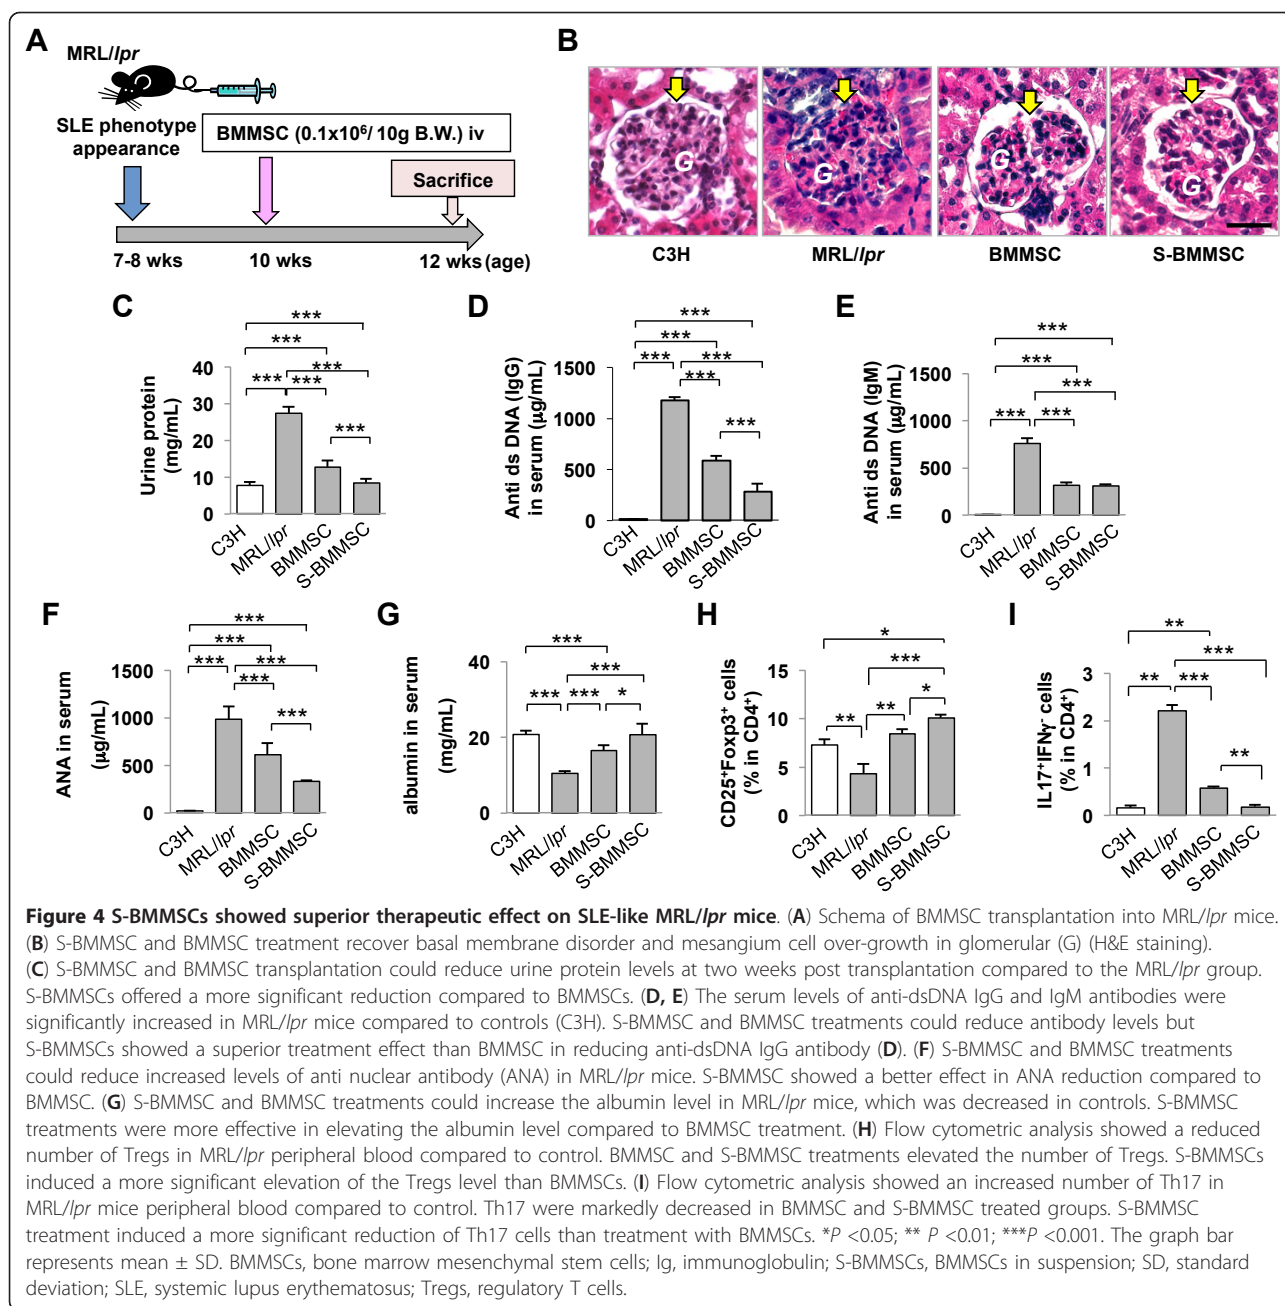 A
MRL/lpr
SLE phenotype
appearance
BMMSC (0.1x10⁶/ 10g B.W.) iv
Sacrifice
7-8 wks
10 wks
12 wks (age)
B
G
G
G
G
C3H
MRL/lpr
BMMSC
S-BMMSC
C
Urine protein
(mg/mL)
40
30
20
10
0
***
***
***
***
***
***
C3H
MRL/lpr
BMMSC
S-BMMSC
D
Anti ds DNA (IgG)
in serum (µg/mL)
1500
1000
500
0
***
***
***
***
***
***
C3H
MRL/lpr
BMMSC
S-BMMSC
E
Anti ds DNA (IgM)
in serum (µg/mL)
1500
1000
500
0
***
***
***
***
***
C3H
MRL/lpr
BMMSC
S-BMMSC
F
ANA in serum
(µg/mL)
1500
1000
500
0
***
***
***
***
***
***
C3H
MRL/lpr
BMMSC
S-BMMSC
G
albumin in serum
(mg/mL)
40
20
0
***
***
***
***
*
C3H
MRL/lpr
BMMSC
S-BMMSC
H
CD25⁺Foxp3⁺ cells
(% in CD4⁺)
15
10
5
0
*
***
**
**
*
C3H
MRL/lpr
BMMSC
S-BMMSC
I
IL17⁺IFNγ⁻ cells
(% in CD4⁺)
3
2
1
0
**
***
**
***
**
C3H
MRL/lpr
BMMSC
S-BMMSC
Figure 4 S-BMMSCs showed superior therapeutic effect on SLE-like MRL/lpr mice. (A) Schema of BMMSC transplantation into MRL/lpr mice.
(B) S-BMMSC and BMMSC treatment recover basal membrane disorder and mesangium cell over-growth in glomerular (G) (H&E staining).
(C) S-BMMSC and BMMSC transplantation could reduce urine protein levels at two weeks post transplantation compared to the MRL/lpr group.
S-BMMSCs offered a more significant reduction compared to BMMSCs. (D, E) The serum levels of anti-dsDNA IgG and IgM antibodies were
significantly increased in MRL/lpr mice compared to controls (C3H). S-BMMSC and BMMSC treatments could reduce antibody levels but
S-BMMSCs showed a superior treatment effect than BMMSC in reducing anti-dsDNA IgG antibody (D). (F) S-BMMSC and BMMSC treatments
could reduce increased levels of anti nuclear antibody (ANA) in MRL/lpr mice. S-BMMSC showed a better effect in ANA reduction compared to
BMMSC. (G) S-BMMSC and BMMSC treatments could increase the albumin level in MRL/lpr mice, which was decreased in controls. S-BMMSC
treatments were more effective in elevating the albumin level compared to BMMSC treatment. (H) Flow cytometric analysis showed a reduced
number of Tregs in MRL/lpr peripheral blood compared to control. BMMSC and S-BMMSC treatments elevated the number of Tregs. S-BMMSCs
induced a more significant elevation of the Tregs level than BMMSCs. (I) Flow cytometric analysis showed an increased number of Th17 in
MRL/lpr mice peripheral blood compared to control. Th17 were markedly decreased in BMMSC and S-BMMSC treated groups. S-BMMSC
treatment induced a more significant reduction of Th17 cells than treatment with BMMSCs. *P <0.05; ** P <0.01; ***P <0.001. The graph bar
represents mean ± SD. BMMSCs, bone marrow mesenchymal stem cells; Ig, immunoglobulin; S-BMMSCs, BMMSCs in suspension; SD, standard
deviation; SLE, systemic lupus erythematosus; Tregs, regulatory T cells.